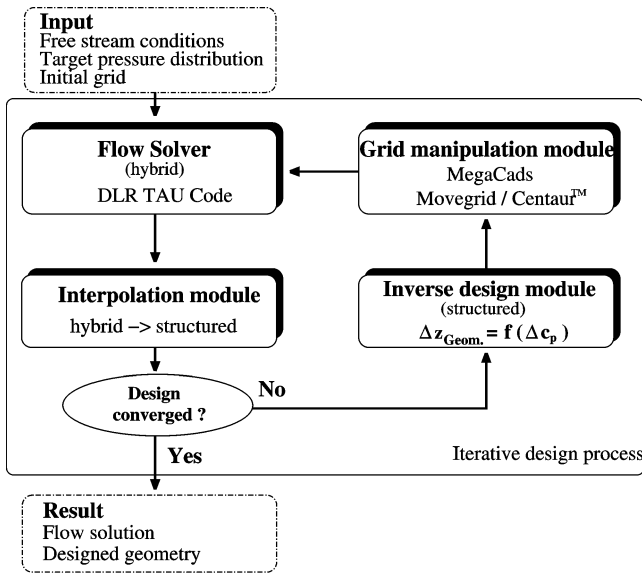 Input
Free stream conditions
Target pressure distribution
Initial grid
Flow Solver
(hybrid)
DLR TAU Code
Grid manipulation module
MegaCads
Movegrid / Centaur™
Interpolation module
hybrid −> structured
Inverse design module
(structured)
Δ z Geom. = f ( Δ c p )
Design
converged ?
No
Yes
Iterative design process
Result
Flow solution
Designed geometry